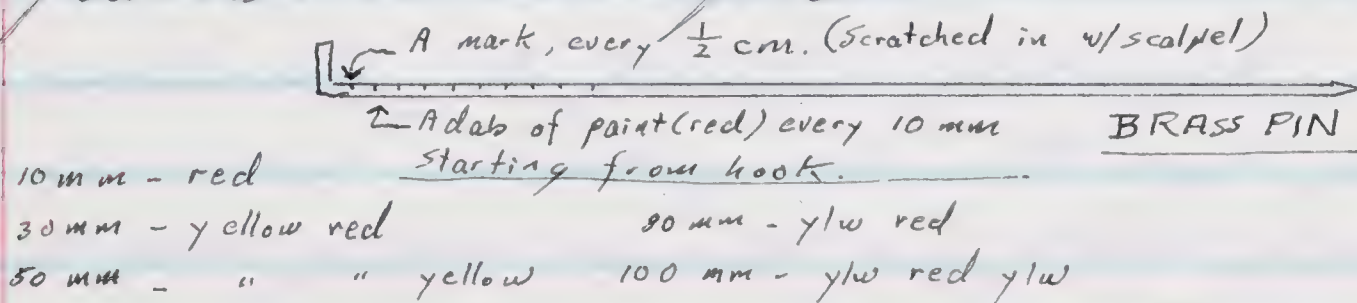 A mark, every 1/2 cm. (Scratched in w/scalpel)
A dab of paint (red) every 10 mm BRASS PIN
starting from hook.
10 mm - red
30 mm - yellow red 80 mm - ylw red
50 mm - " " yellow 100 mm - ylw red ylw